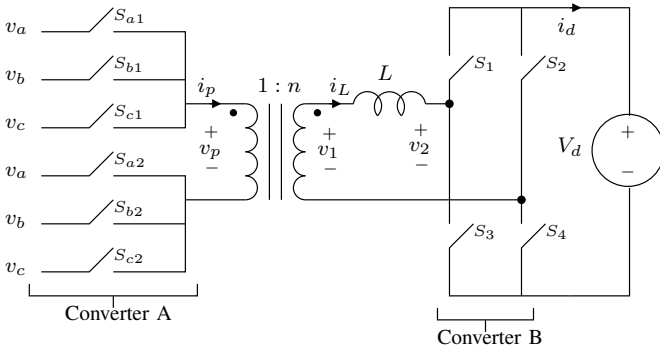 v_a S_{a1}
v_b S_{b1}
v_c S_{c1}
v_a S_{a2}
v_b S_{b2}
v_c S_{c2}
Converter A
i_p
+
v_p
−
1 : n
i_L
+
v_1
−
L
+
v_2
−
S_1
S_2
S_3
S_4
Converter B
i_d
V_d
+
−